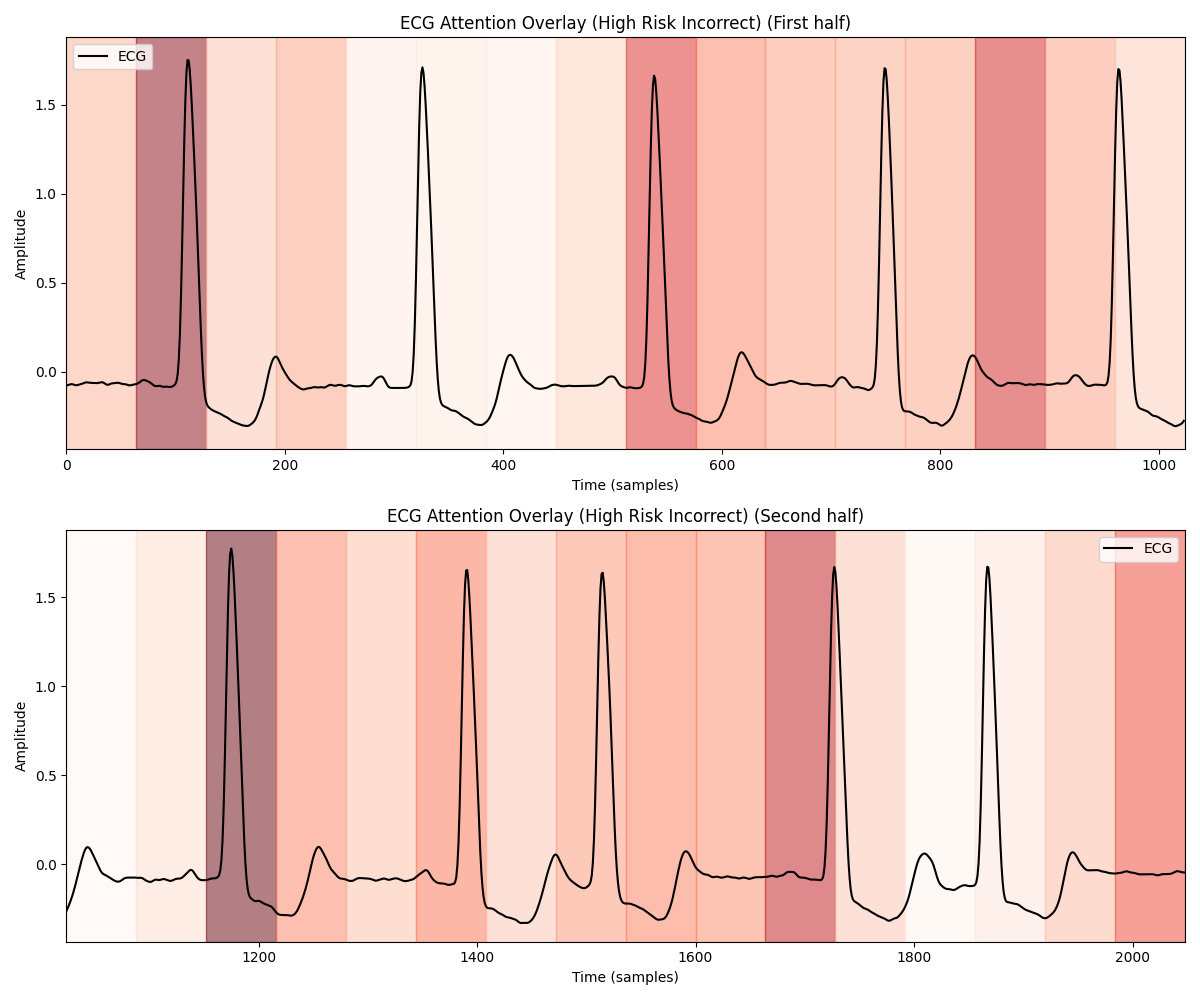 ECG Attention Overlay (High Risk Incorrect) (First half)
ECG
Amplitude
1.5
1.0
0.5
0.0
0 200 400 600 800 1000
Time (samples)
ECG Attention Overlay (High Risk Incorrect) (Second half)
ECG
Amplitude
1.5
1.0
0.5
0.0
1200 1400 1600 1800 2000
Time (samples)